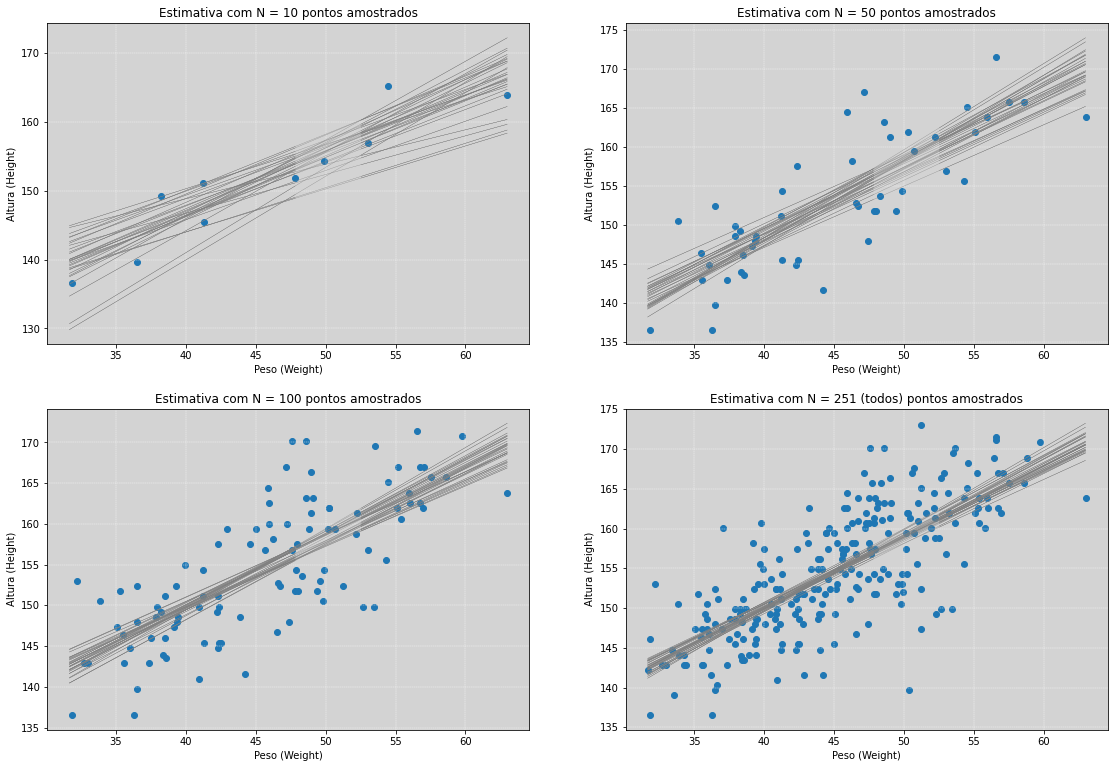 Estimativa com N = 10 pontos amostrados
170
160
150
140
130
Altura (Height)
35 40 45 50 55 60
Peso (Weight)
Estimativa com N = 50 pontos amostrados
175
170
165
160
155
150
145
140
135
Altura (Height)
35 40 45 50 55 60
Peso (Weight)
Estimativa com N = 100 pontos amostrados
170
165
160
155
150
145
140
135
Altura (Height)
35 40 45 50 55 60
Peso (Weight)
Estimativa com N = 251 (todos) pontos amostrados
175
170
165
160
155
150
145
140
135
Altura (Height)
35 40 45 50 55 60
Peso (Weight)